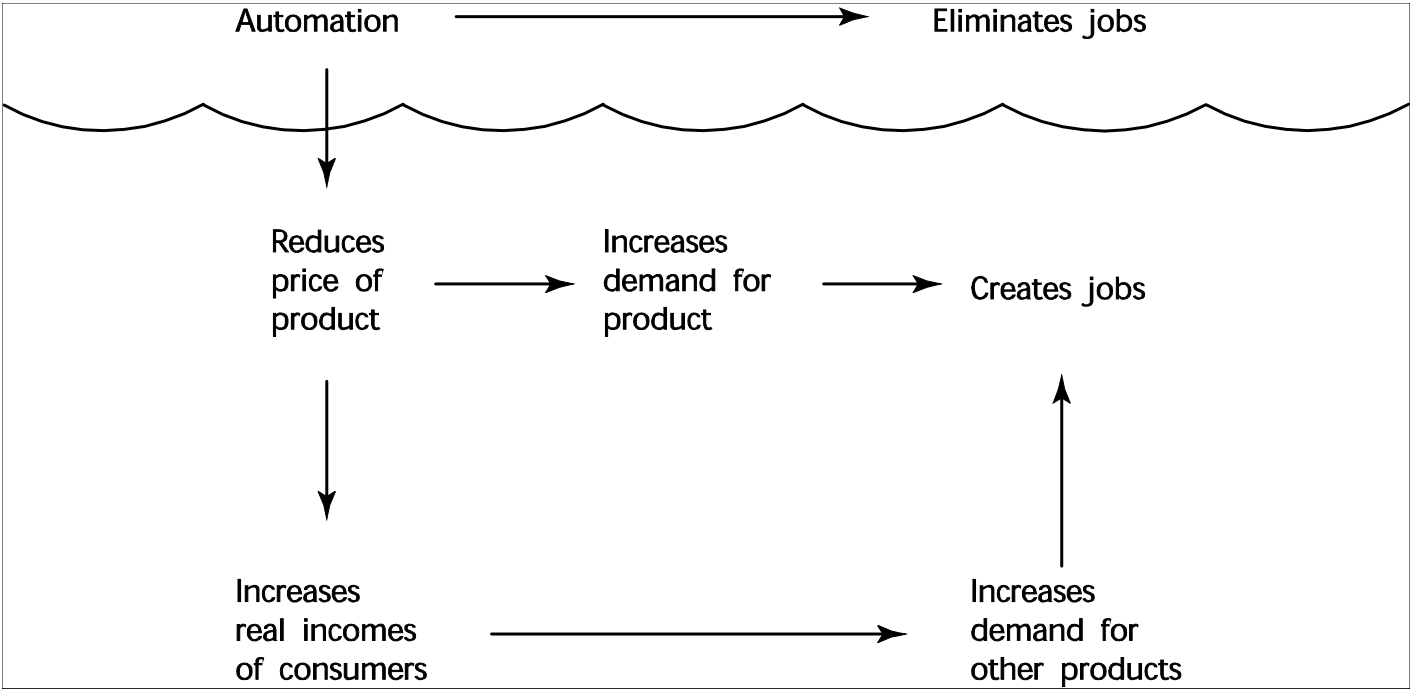 Automation
Eliminates jobs
Reduces
price of
product
Increases
demand for
product
Creates jobs
Increases
real incomes
of consumers
Increases
demand for
other products